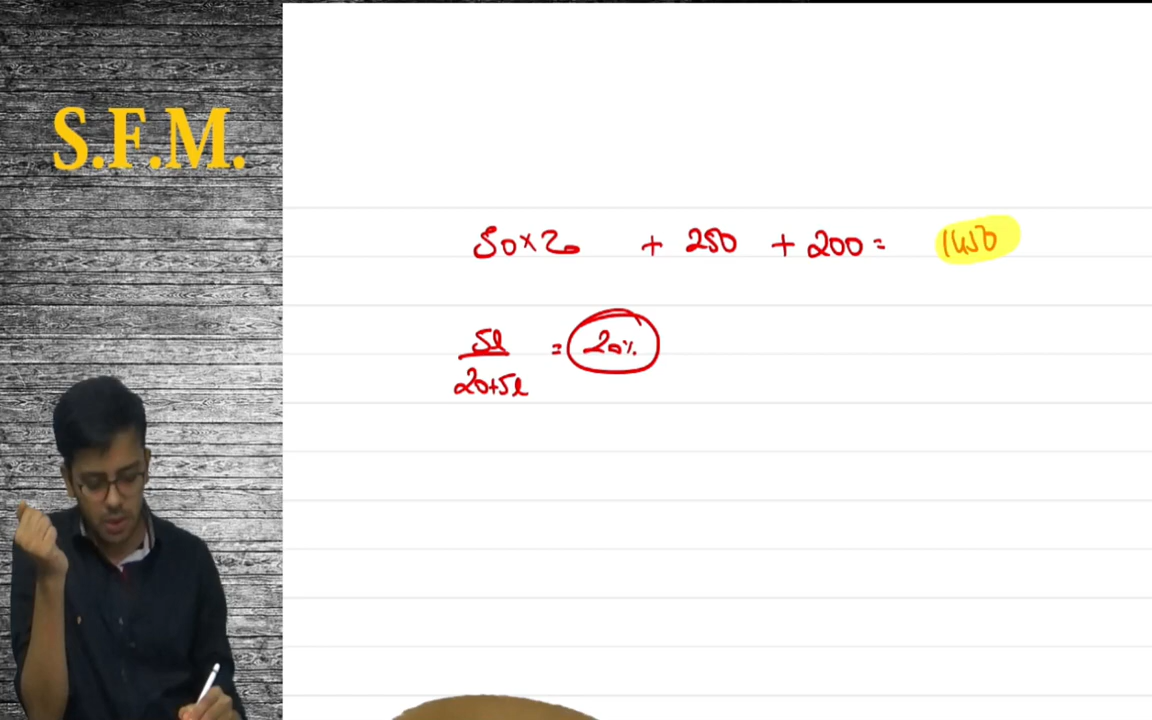 S.F.M.
50×20 + 250 + 200 = 1450
5l / 20+5l = 20%